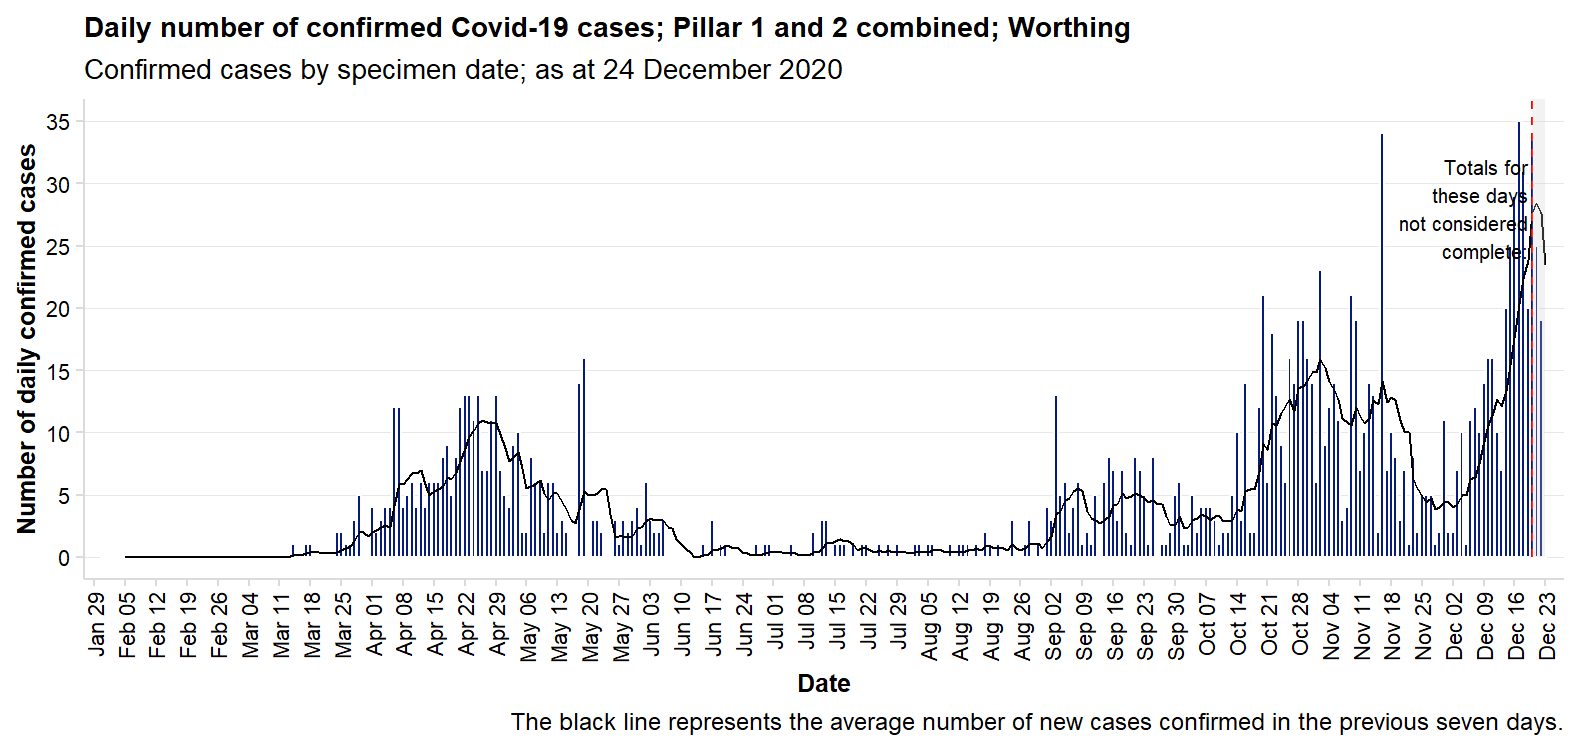 Daily number of confirmed Covid-19 cases; Pillar 1 and 2 combined; Worthing
Confirmed cases by specimen date; as at 24 December 2020
Number of daily confirmed cases
35
30
25
20
15
10
5
0
Totals for
these days
not considered
complete.
Jan 29
Feb 05
Feb 12
Feb 19
Feb 26
Mar 04
Mar 11
Mar 18
Mar 25
Apr 01
Apr 08
Apr 15
Apr 22
Apr 29
May 06
May 13
May 20
May 27
Jun 03
Jun 10
Jun 17
Jun 24
Jul 01
Jul 08
Jul 15
Jul 22
Jul 29
Aug 05
Aug 12
Aug 19
Aug 26
Sep 02
Sep 09
Sep 16
Sep 23
Sep 30
Oct 07
Oct 14
Oct 21
Oct 28
Nov 04
Nov 11
Nov 18
Nov 25
Dec 02
Dec 09
Dec 16
Dec 23
Date
The black line represents the average number of new cases confirmed in the previous seven days.